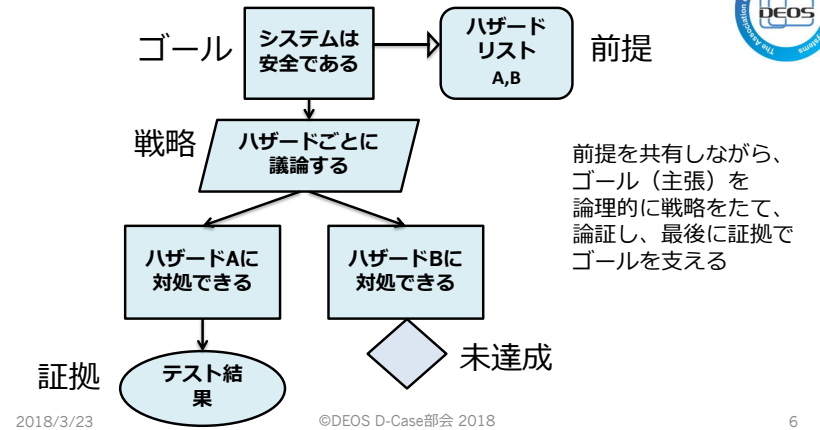 ゴール
システムは
安全である
ハザード
リスト
A,B
前提
DEOS
戦略
ハザードごとに
議論する
前提を共有しながら、
ゴール（主張）を
論理的に戦略をたて、
論証し、最後に証拠で
ゴールを支える
ハザードAに
対処できる
ハザードBに
対処できる
証拠
テスト結
果
未達成
2018/3/23
©DEOS D-Case部会 2018
6